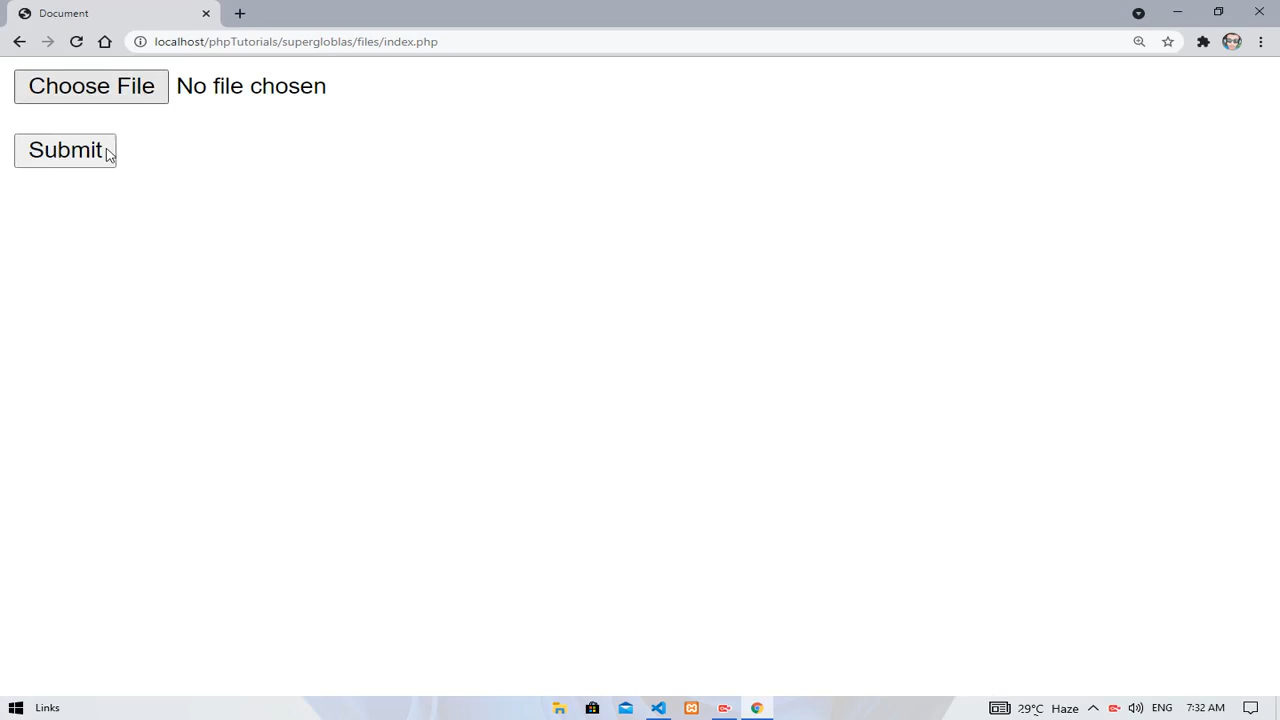 Document
localhost/phpTutorials/supergloblas/files/index.php
Choose File No file chosen
Submit
Links
29°C Haze
ENG
7:32 AM